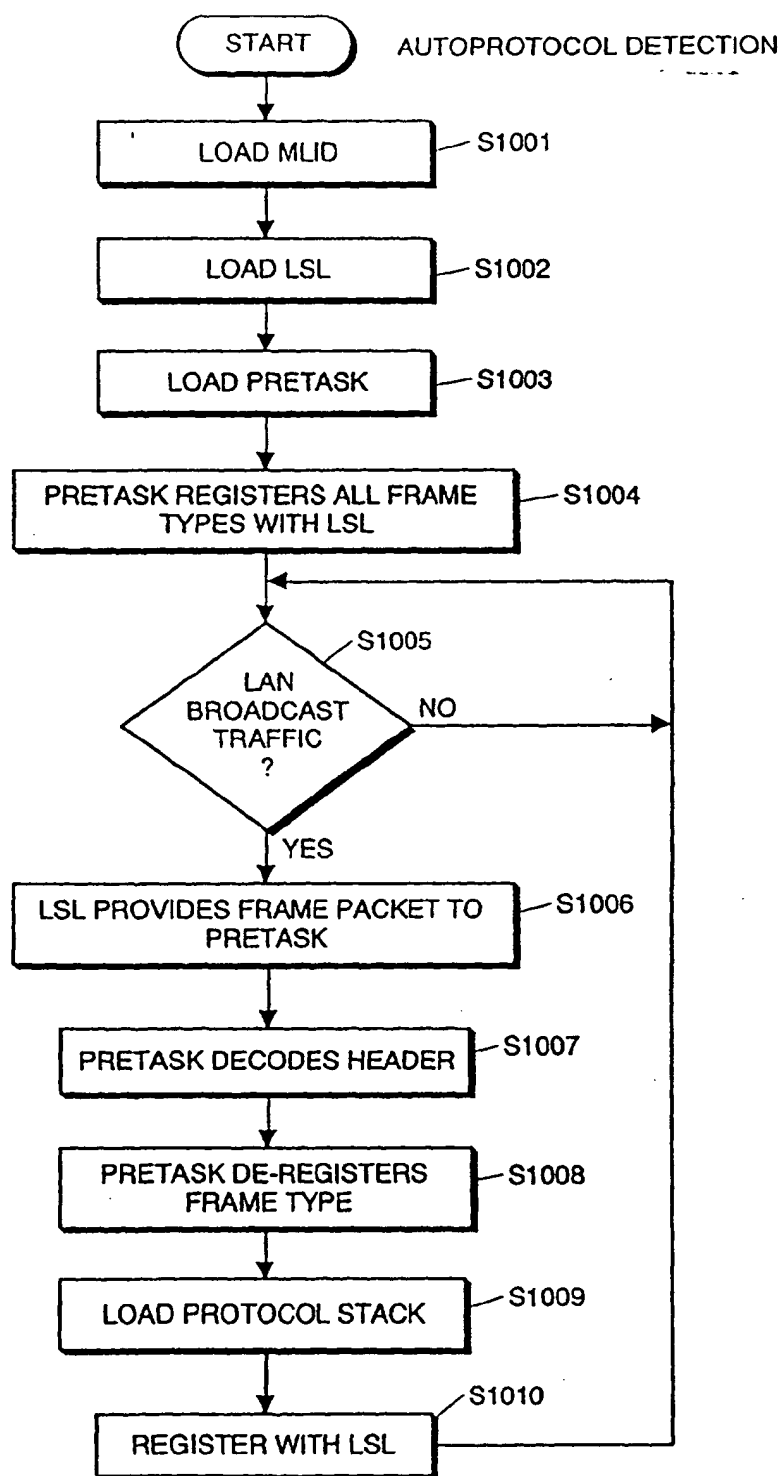 START
AUTOPROTOCOL DETECTION
LOAD MLID
S1001
LOAD LSL
S1002
LOAD PRETASK
S1003
PRETASK REGISTERS ALL FRAME
TYPES WITH LSL
S1004
S1005
LAN
BROADCAST
TRAFFIC
?
NO
YES
LSL PROVIDES FRAME PACKET TO
PRETASK
S1006
PRETASK DECODES HEADER
S1007
PRETASK DE-REGISTERS
FRAME TYPE
S1008
LOAD PROTOCOL STACK
S1009
S1010
REGISTER WITH LSL